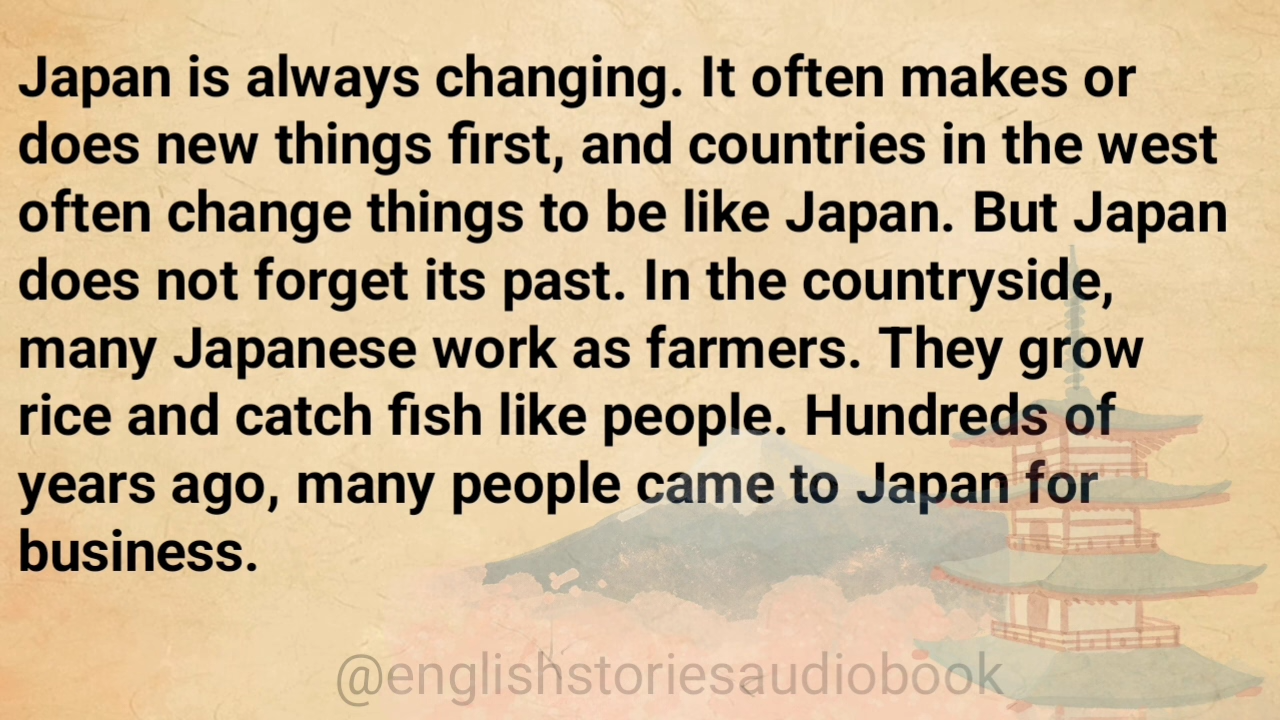 Japan is always changing. It often makes or
does new things first, and countries in the west
often change things to be like Japan. But Japan
does not forget its past. In the countryside,
many Japanese work as farmers. They grow
rice and catch fish like people. Hundreds of
years ago, many people came to Japan for
business.
@englishstoriesaudiobook